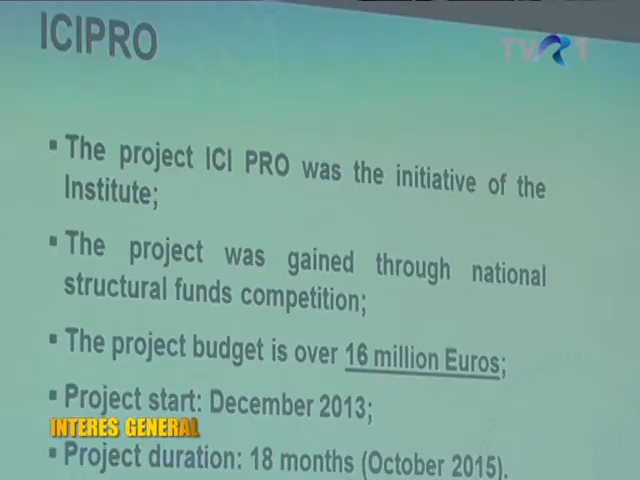 ICIPRO
TVR1
▪ The project ICI PRO was the initiative of the
Institute;
▪ The project was gained through national
structural funds competition;
▪ The project budget is over 16 million Euros;
▪ Project start: December 2013;
INTERES GENERAL
▪ Project duration: 18 months (October 2015).